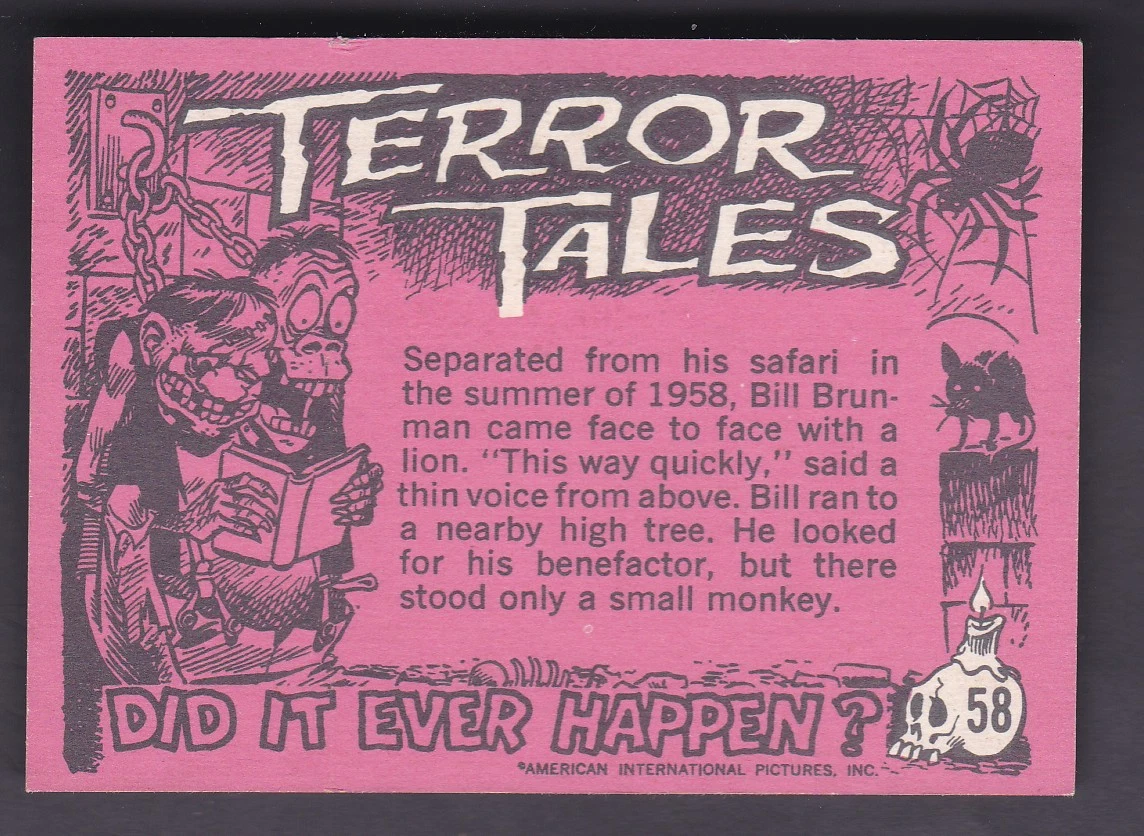 TERROR
TALES
Separated from his safari in
the summer of 1958, Bill Brun-
man came face to face with a
lion. "This way quickly," said a
thin voice from above. Bill ran to
a nearby high tree. He looked
for his benefactor, but there
stood only a small monkey.
DID IT EVER HAPPEN?
58
©AMERICAN INTERNATIONAL PICTURES, INC.